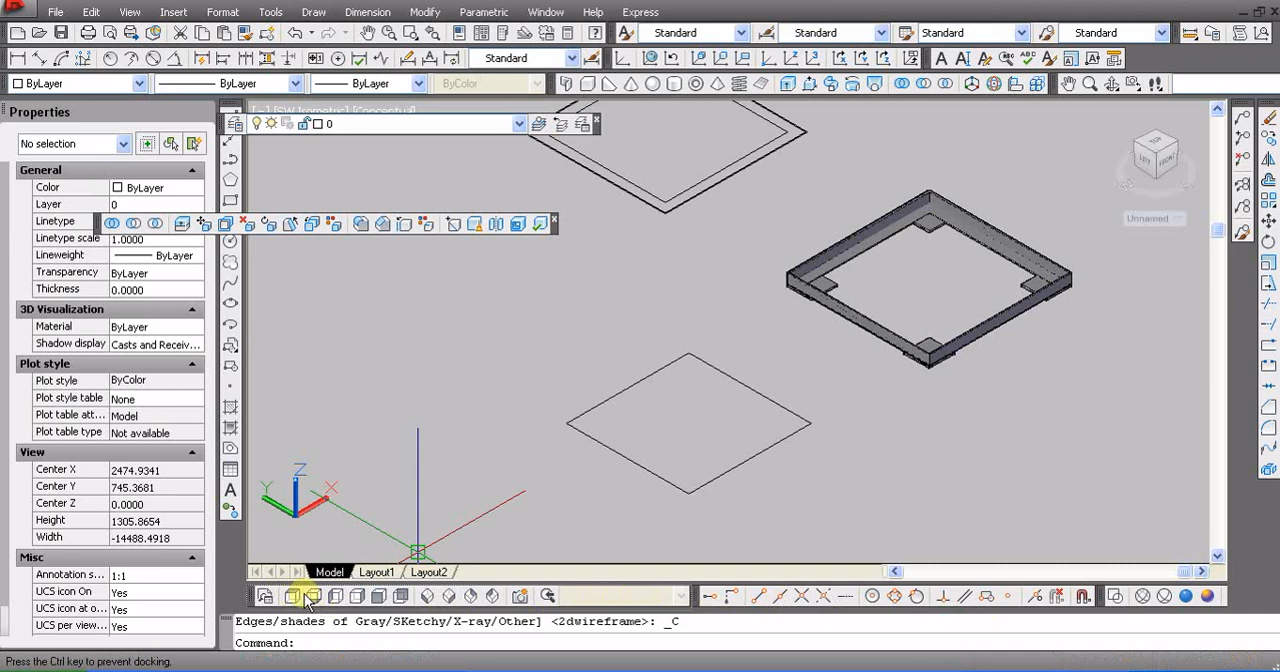 File Edit View Insert Format Tools Draw Dimension Modify Parametric Window Help Express
Standard Standard Standard Standard
Standard
ByLayer ByLayer ByLayer ByColor
Properties
[−] [SW Isometric] [Conceptual]
0
No selection
General
Color ByLayer
Layer 0
Linetype
Linetype scale 1.0000
Lineweight ByLayer
Transparency ByLayer
Thickness 0.0000
3D Visualization
Material ByLayer
Shadow display Casts and Receiv...
Plot style
Plot style ByColor
Plot style table None
Plot table att... Model
Plot table type Not available
View
Center X 2474.9341
Center Y 745.3681
Center Z 0.0000
Height 1305.8654
Width -14488.4918
Misc
Annotation s... 1:1
UCS icon On Yes
UCS icon at o... Yes
UCS per view... Yes
TOP
LEFT FRONT
Unnamed
Z
Y X
Model Layout1 Layout2
Edges/shades of Gray/SKetchy/X-ray/Other] <2dwireframe>: _C
Command:
Press the Ctrl key to prevent docking.